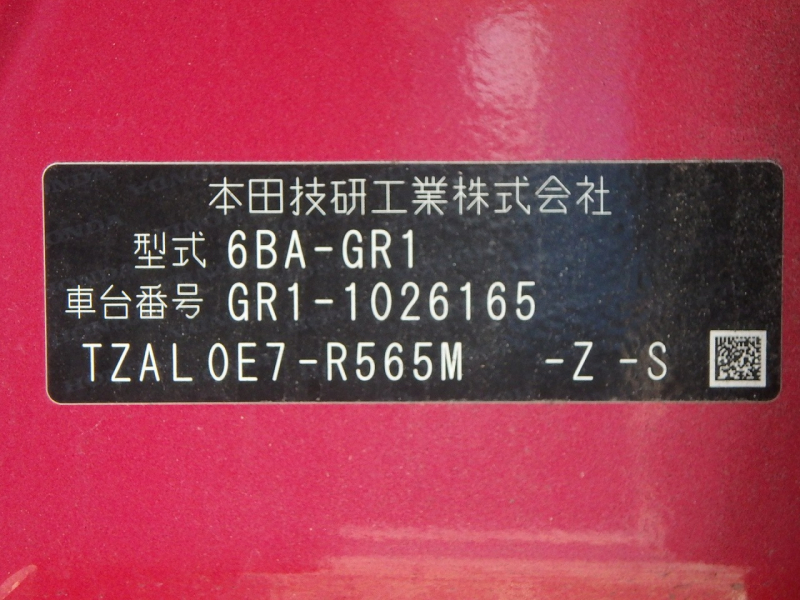 本田技研工業株式会社
型式 6BA-GR1
車台番号 GR1-1026165
TZAL0E7-R565M -Z -S